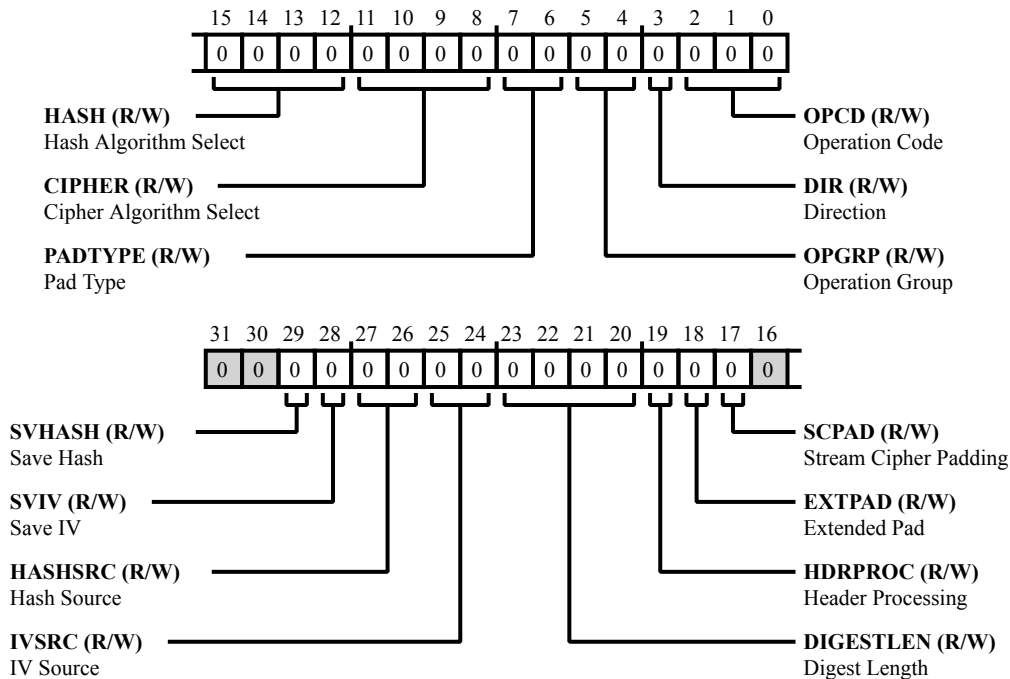 15 14 13 12 11 10 9 8 7 6 5 4 3 2 1 0
0 0 0 0 0 0 0 0 0 0 0 0 0 0 0 0
HASH (R/W)
Hash Algorithm Select
OPCD (R/W)
Operation Code
CIPHER (R/W)
Cipher Algorithm Select
DIR (R/W)
Direction
PADTYPE (R/W)
Pad Type
OPGRP (R/W)
Operation Group
31 30 29 28 27 26 25 24 23 22 21 20 19 18 17 16
0 0 0 0 0 0 0 0 0 0 0 0 0 0 0 0
SVHASH (R/W)
Save Hash
SCPAD (R/W)
Stream Cipher Padding
SVIV (R/W)
Save IV
EXTPAD (R/W)
Extended Pad
HASHSRC (R/W)
Hash Source
HDRPROC (R/W)
Header Processing
IVSRC (R/W)
IV Source
DIGESTLEN (R/W)
Digest Length